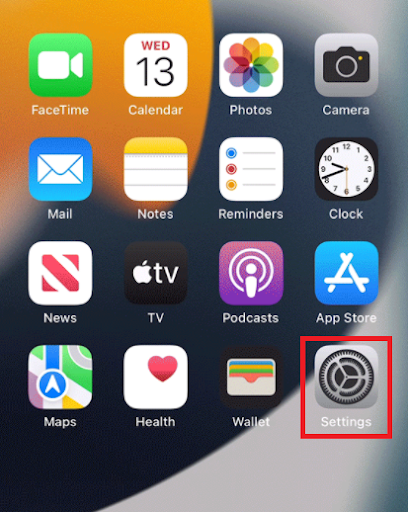 WED
13
FaceTime
Calendar
Photos
Camera
Mail
Notes
Reminders
Clock
tv
News
TV
Podcasts
App Store
Maps
Health
Wallet
Settings